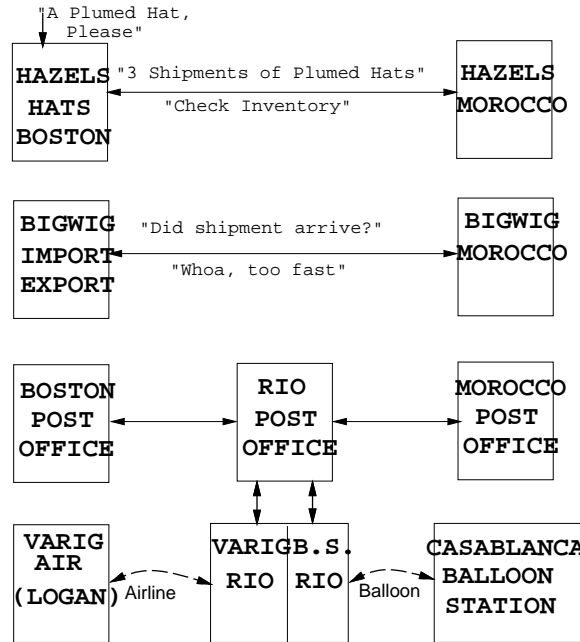 "A Plumed Hat,
Please"
HAZELS
HATS
BOSTON
"3 Shipments of Plumed Hats"
"Check Inventory"
HAZELS
MOROCCO
BIGWIG
IMPORT
EXPORT
"Did shipment arrive?"
"Whoa, too fast"
BIGWIG
MOROCCO
BOSTON
POST
OFFICE
RIO
POST
OFFICE
MOROCCO
POST
OFFICE
VARIG
AIR
(LOGAN)
Airline
VARIG
RIO
B.S.
RIO
Balloon
CASABLANCA
BALLOON
STATION